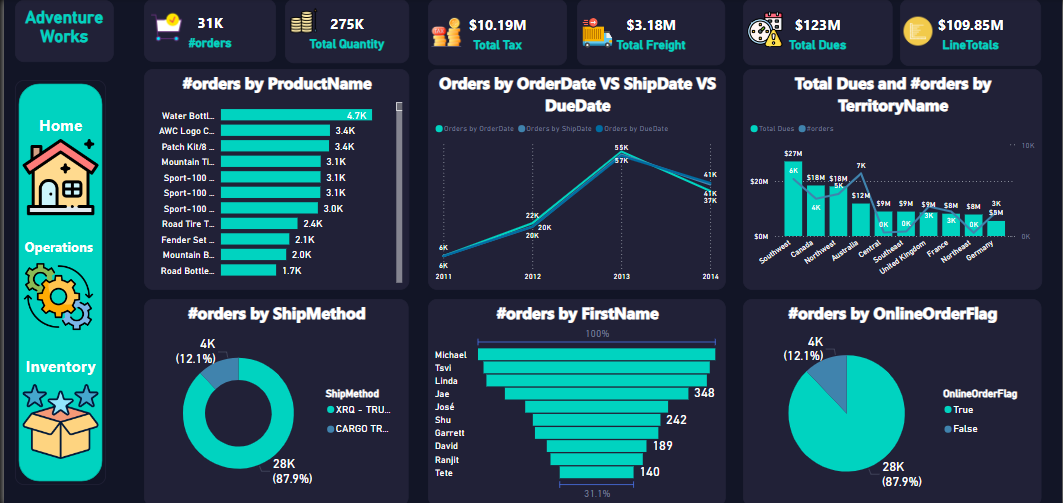 Adventure
Works
31K
#orders
275K
Total Quantity
$10.19M
Total Tax
$3.18M
Total Freight
$123M
Total Dues
$109.85M
LineTotals
Home
Operations
Inventory
#orders by ProductName
Water Bottl... 4.7K
AWC Logo C... 3.4K
Patch Kit/8 ... 3.4K
Mountain Ti... 3.1K
Sport-100 ... 3.1K
Sport-100 ... 3.1K
Sport-100 ... 3.0K
Road Tire T... 2.4K
Fender Set ... 2.1K
Mountain B... 2.0K
Road Bottle... 1.7K
Orders by OrderDate VS ShipDate VS
DueDate
Orders by OrderDate Orders by ShipDate Orders by DueDate
55K
57K
41K
41K
37K
22K
20K
20K
6K
6K
2011 2012 2013 2014
Total Dues and #orders by
TerritoryName
Total Dues #orders
10K
$27M
7K
6K
$20M
$18M $18M
5K
4K
$12M
$9M $9M $9M $8M $8M
3K
$5M
0K 0K 3K 3K 0K
$0M 0K
Southwest
Canada
Northwest
Australia
Central
Southeast
United Kingdom
France
Northeast
Germany
#orders by ShipMethod
4K
(12.1%)
ShipMethod
XRQ - TRU...
CARGO TR...
28K
(87.9%)
#orders by FirstName
100%
Michael
Tsvi
Linda
Jae 348
José
Shu 242
Garrett
David 189
Ranjit
Tete 140
31.1%
#orders by OnlineOrderFlag
4K
(12.1%)
OnlineOrderFlag
True
False
28K
(87.9%)